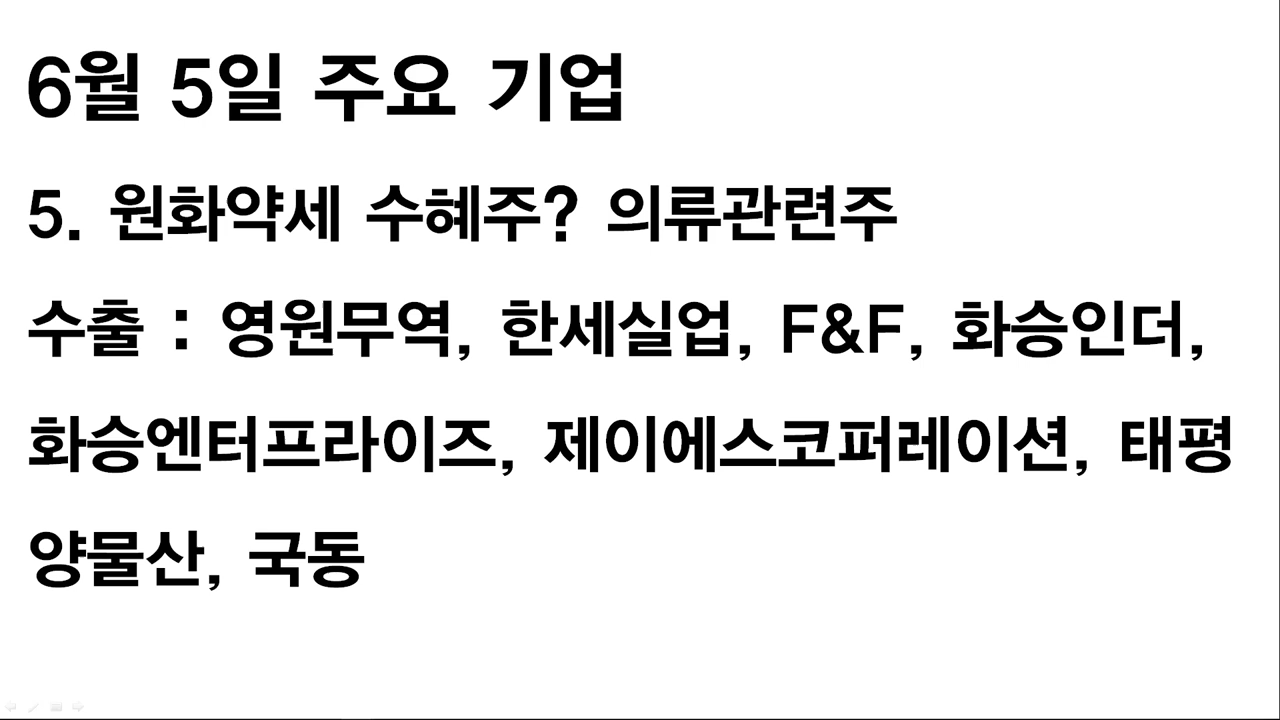 6월 5일 주요 기업
5. 원화약세 수혜주? 의류관련주
수출 : 영원무역, 한세실업, F&F, 화승인더,
화승엔터프라이즈, 제이에스코퍼레이션, 태평
양물산, 국동